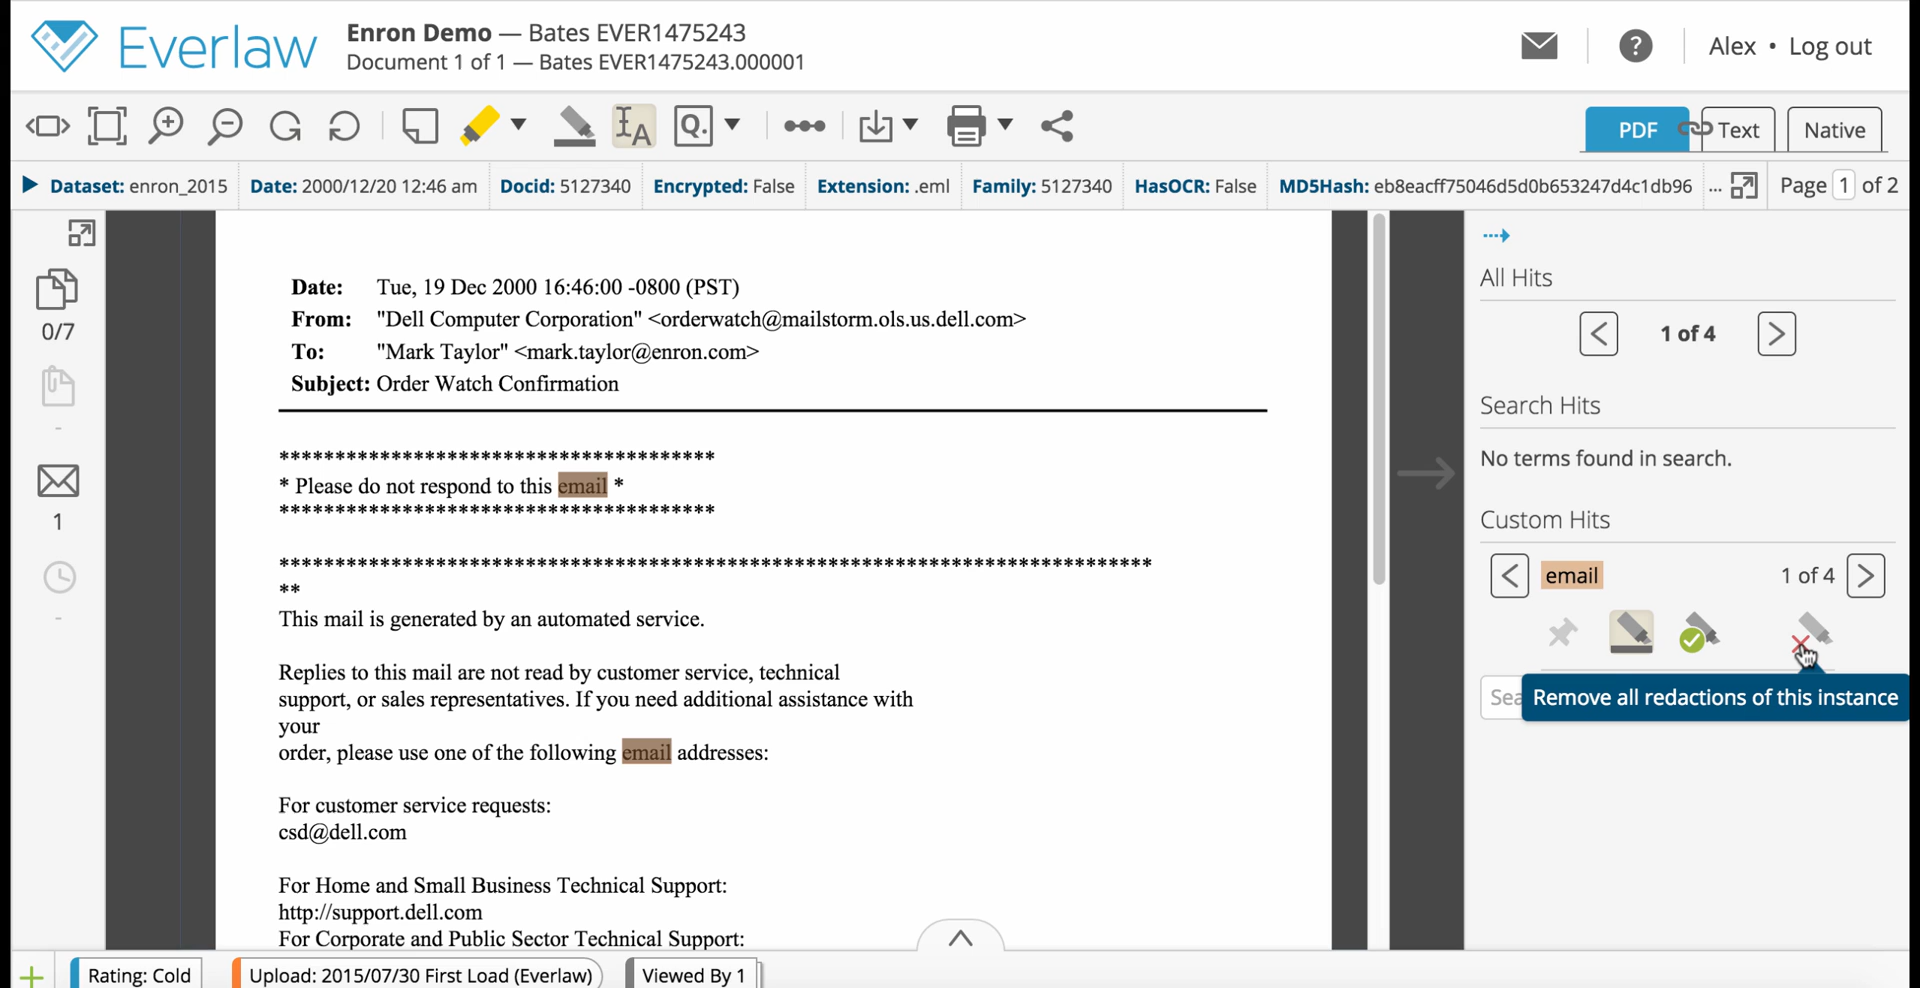 Everlaw
Enron Demo — Bates EVER1475243
Document 1 of 1 — Bates EVER1475243.000001
? Alex • Log out
A Q. PDF Text Native
Dataset: enron_2015 Date: 2000/12/20 12:46 am Docid: 5127340 Encrypted: False Extension: .eml Family: 5127340 HasOCR: False MD5Hash: eb8eacff75046d5d0b653247d4c1db96 ... Page 1 of 2
0/7
-
1
-
Date: Tue, 19 Dec 2000 16:46:00 -0800 (PST)
From: "Dell Computer Corporation" <orderwatch@mailstorm.ols.us.dell.com>
To: "Mark Taylor" <mark.taylor@enron.com>
Subject: Order Watch Confirmation
***************************************
* Please do not respond to this email *
***************************************
******************************************************************************
**
This mail is generated by an automated service.
Replies to this mail are not read by customer service, technical
support, or sales representatives. If you need additional assistance with
your
order, please use one of the following email addresses:
For customer service requests:
csd@dell.com
For Home and Small Business Technical Support:
http://support.dell.com
For Corporate and Public Sector Technical Support:
All Hits
< 1 of 4 >
Search Hits
No terms found in search.
Custom Hits
< email 1 of 4 >
Sea
Remove all redactions of this instance
+ Rating: Cold Upload: 2015/07/30 First Load (Everlaw) Viewed By 1